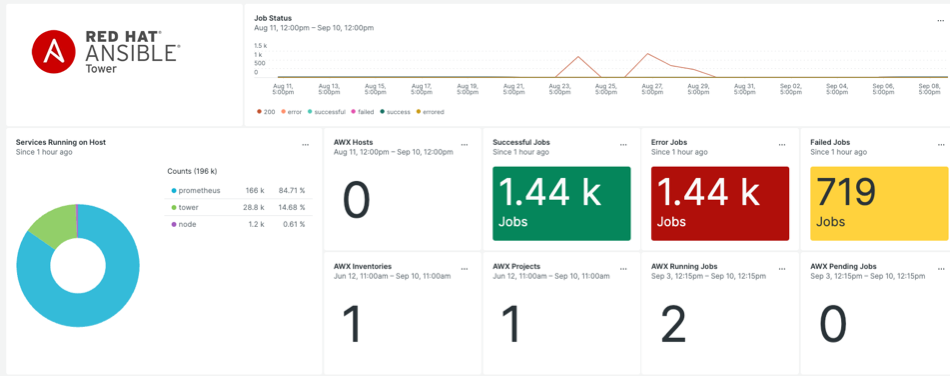 RED HAT®
ANSIBLE®
Tower
Job Status
Aug 11, 12:00pm – Sep 10, 12:00pm
1.5 k
1 k
500
0
Aug 11, 5:00pm
Aug 13, 5:00pm
Aug 15, 5:00pm
Aug 17, 5:00pm
Aug 19, 5:00pm
Aug 21, 5:00pm
Aug 23, 5:00pm
Aug 25, 5:00pm
Aug 27, 5:00pm
Aug 29, 5:00pm
Aug 31, 5:00pm
Sep 02, 5:00pm
Sep 04, 5:00pm
Sep 06, 5:00pm
Sep 08, 5:00pm
200 error successful failed success errored
Services Running on Host
Since 1 hour ago
Counts (196 k)
prometheus 166 k 84.71 %
tower 28.8 k 14.68 %
node 1.2 k 0.61 %
AWX Hosts
Aug 11, 12:00pm – Sep 10, 12:00pm
0
Successful Jobs
Since 1 hour ago
1.44 k
Jobs
Error Jobs
Since 1 hour ago
1.44 k
Jobs
Failed Jobs
Since 1 hour ago
719
Jobs
AWX Inventories
Jun 12, 11:00am – Sep 10, 11:00am
1
AWX Projects
Jun 12, 11:00am – Sep 10, 11:00am
1
AWX Running Jobs
Sep 3, 12:15pm – Sep 10, 12:15pm
2
AWX Pending Jobs
Sep 3, 12:15pm – Sep 10, 12:15pm
0